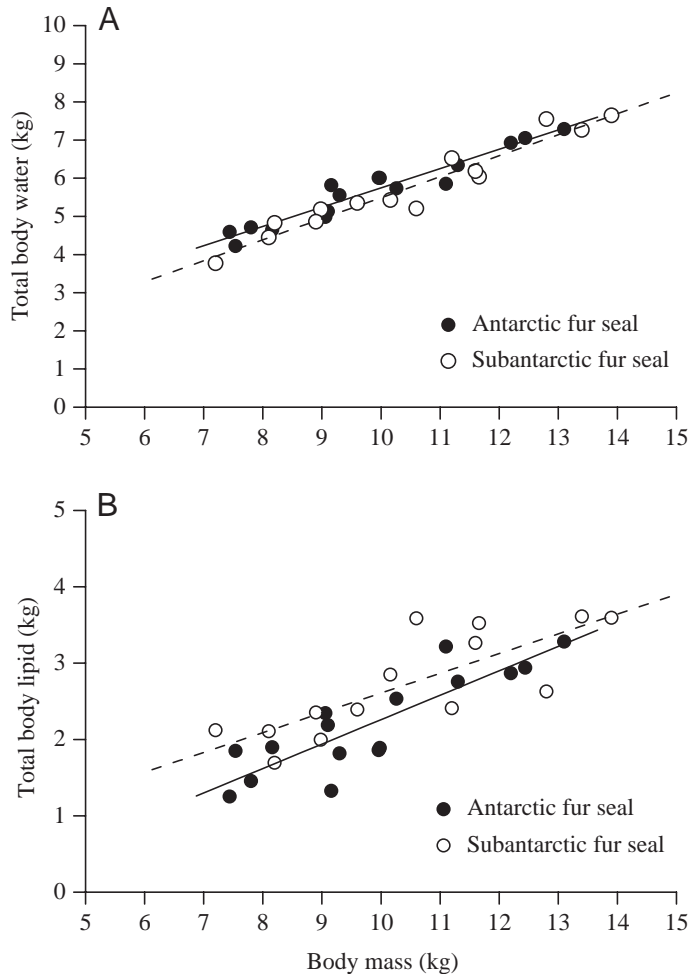 A
10
9
8
7
6
5
4
3
2
1
0
Total body water (kg)
Antarctic fur seal
Subantarctic fur seal
5 6 7 8 9 10 11 12 13 14 15
B
5
4
3
2
1
0
Total body lipid (kg)
Antarctic fur seal
Subantarctic fur seal
5 6 7 8 9 10 11 12 13 14 15
Body mass (kg)